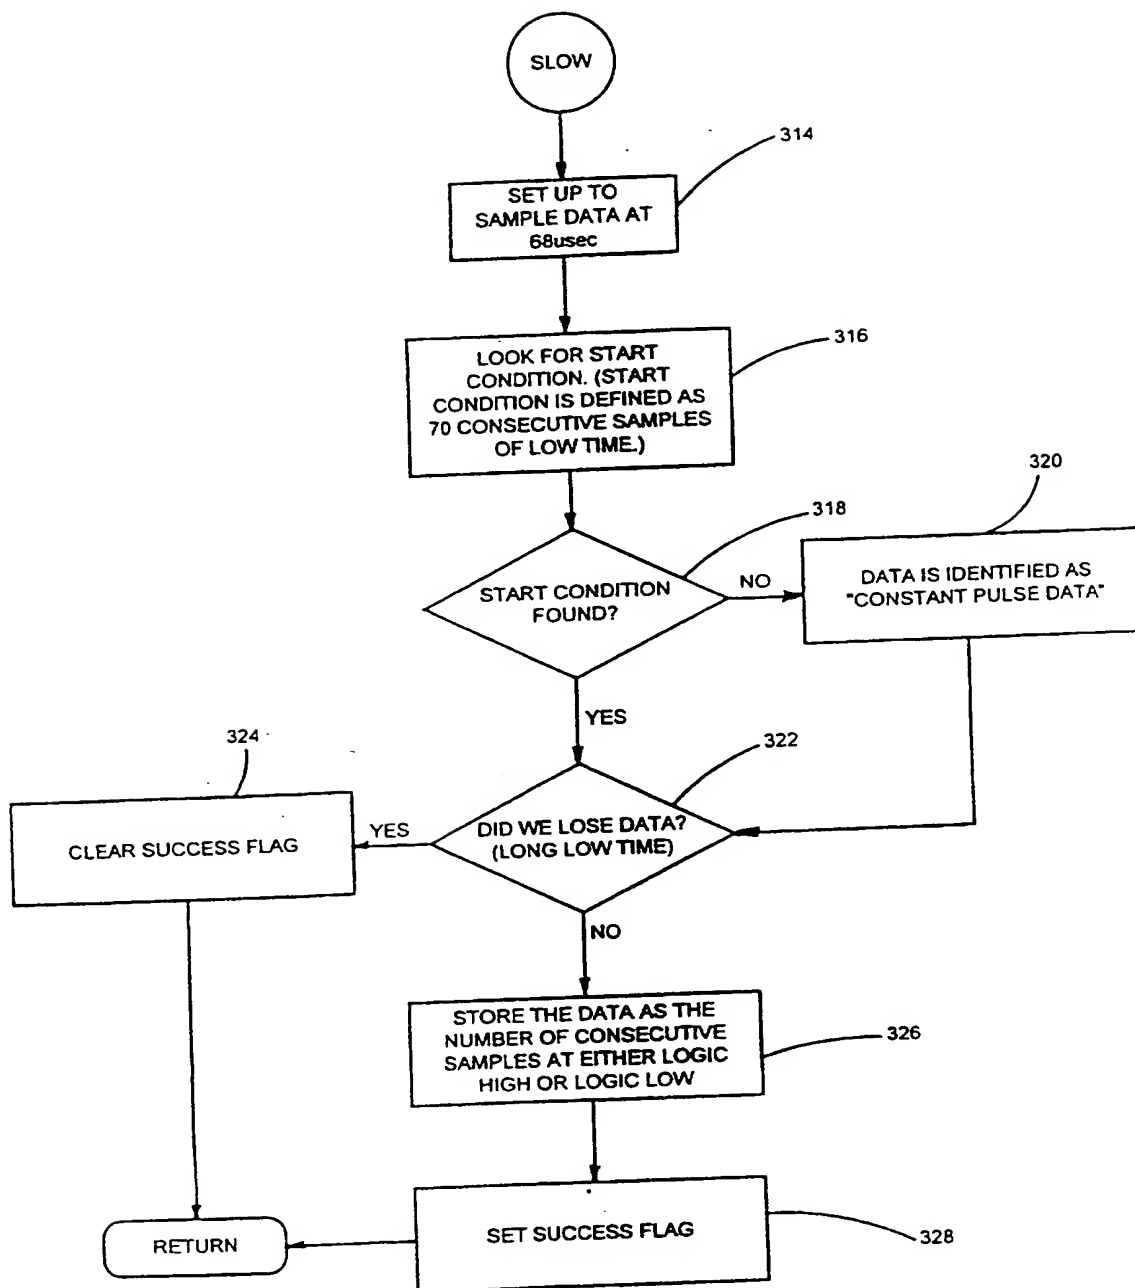 SLOW
314
SET UP TO
SAMPLE DATA AT
68usec
316
LOOK FOR START
CONDITION. (START
CONDITION IS DEFINED AS
70 CONSECUTIVE SAMPLES
OF LOW TIME.)
320
318
START CONDITION
FOUND?
NO
DATA IS IDENTIFIED AS
"CONSTANT PULSE DATA"
YES
324
322
CLEAR SUCCESS FLAG
YES
DID WE LOSE DATA?
(LONG LOW TIME)
NO
STORE THE DATA AS THE
NUMBER OF CONSECUTIVE
SAMPLES AT EITHER LOGIC
HIGH OR LOGIC LOW
326
RETURN
SET SUCCESS FLAG
328